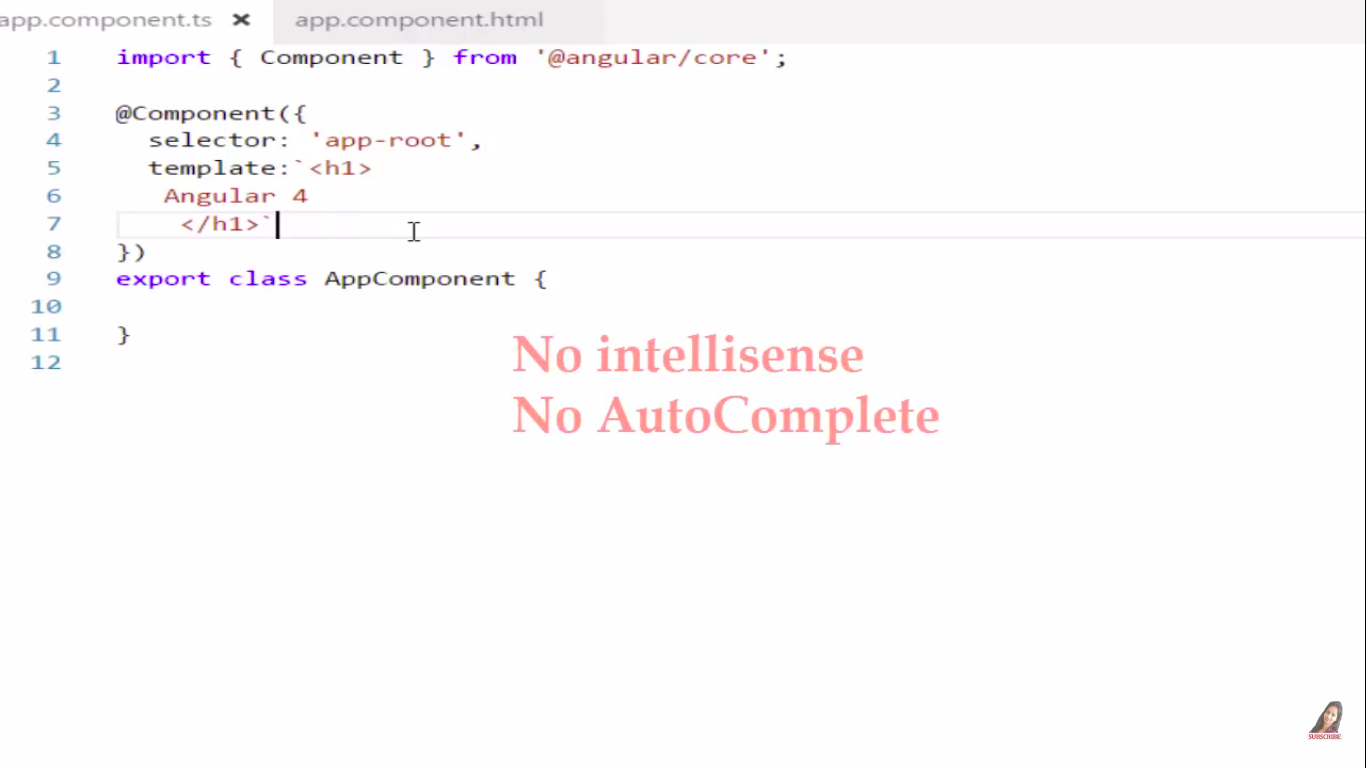 app.component.ts × app.component.html
1 import { Component } from '@angular/core';
2
3 @Component({
4 selector: 'app-root',
5 template:`<h1>
6 Angular 4
7 </h1>`
8 })
9 export class AppComponent {
10
11 }
12
No intellisense
No AutoComplete
SUBSCRIBE